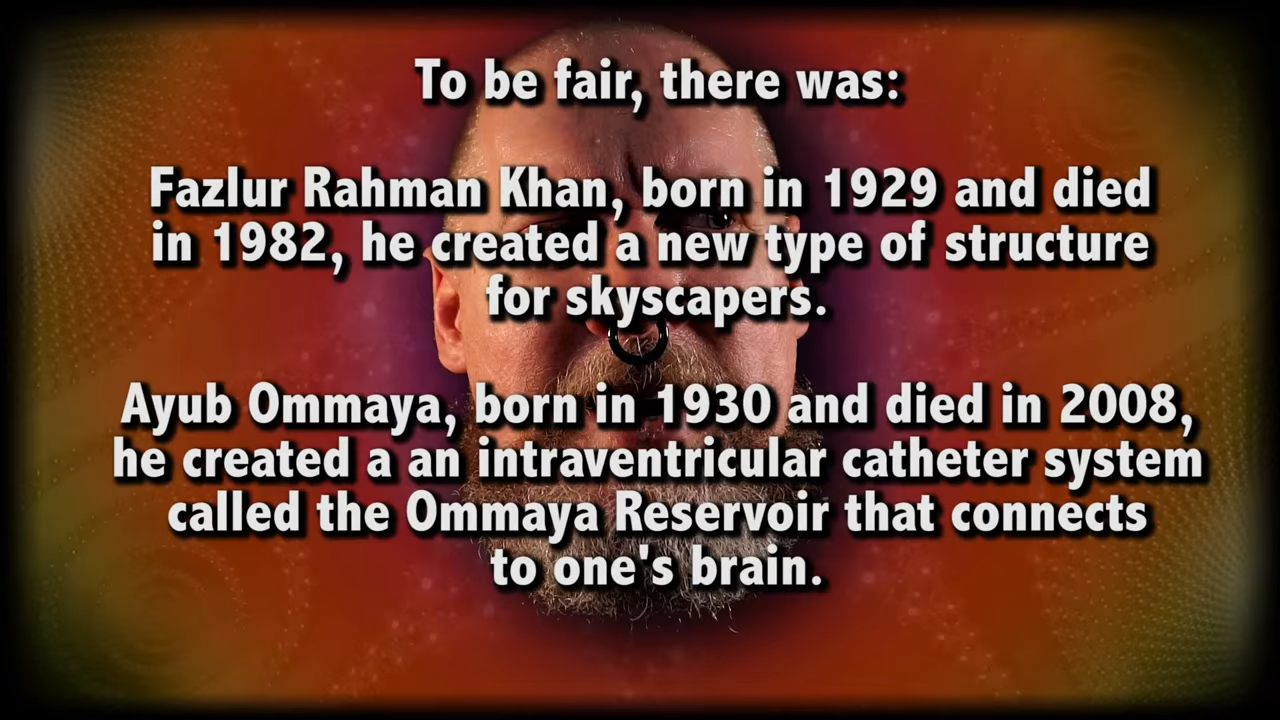 To be fair, there was:
Fazlur Rahman Khan, born in 1929 and died
in 1982, he created a new type of structure
for skyscapers.
Ayub Ommaya, born in 1930 and died in 2008,
he created a an intraventricular catheter system
called the Ommaya Reservoir that connects
to one's brain.